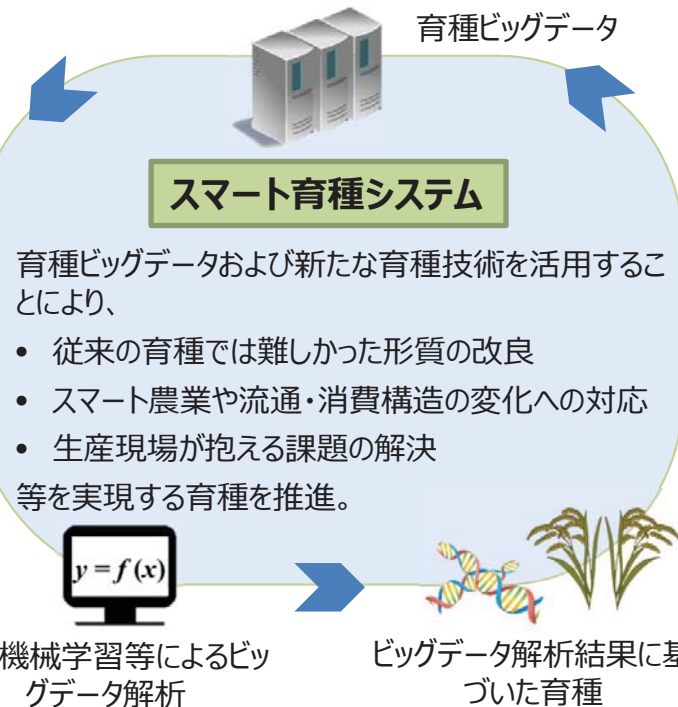 育種ビッグデータ
スマート育種システム
育種ビッグデータおよび新たな育種技術を活用するこ
とにより、
• 従来の育種では難しかった形質の改良
• スマート農業や流通・消費構造の変化への対応
• 生産現場が抱える課題の解決
等を実現する育種を推進。
y = f (x)
機械学習等によるビッ
グデータ解析
ビッグデータ解析結果に基
づいた育種